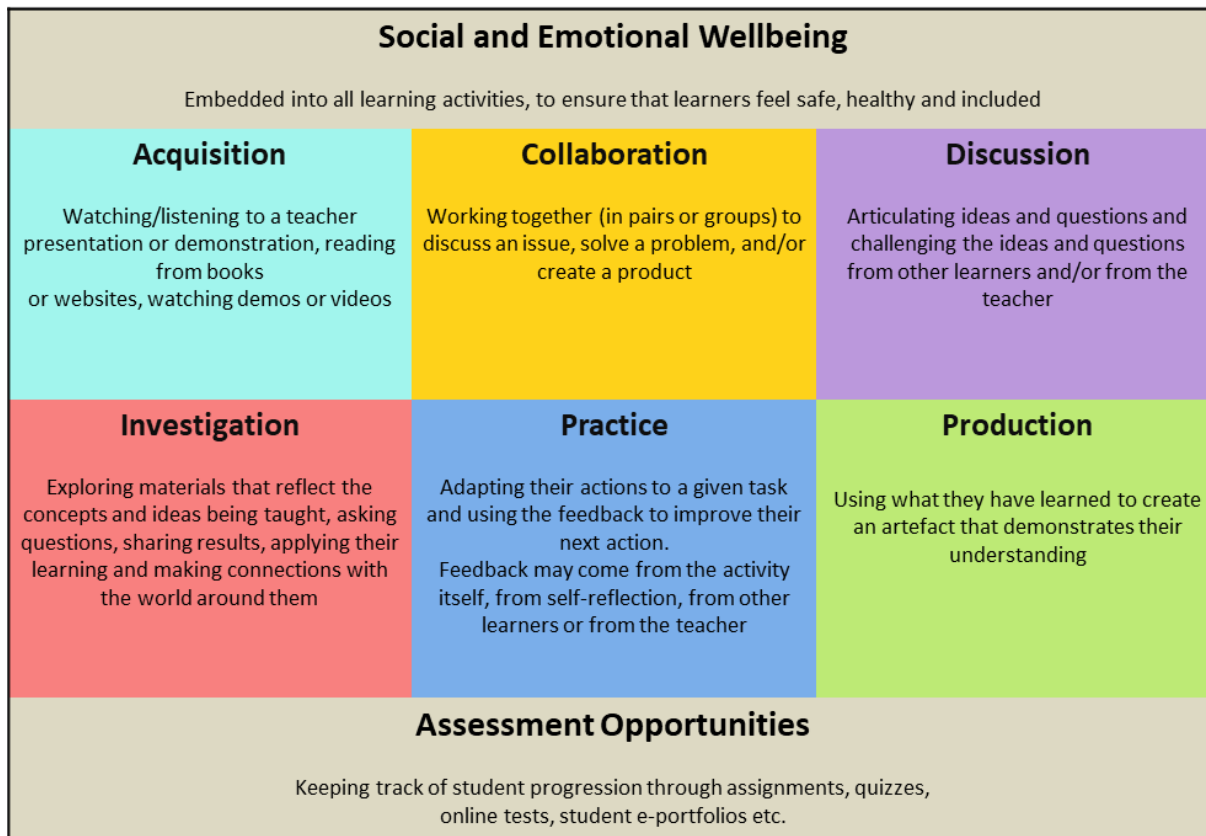 Social and Emotional Wellbeing
Embedded into all learning activities, to ensure that learners feel safe, healthy and included
Acquisition
Watching/listening to a teacher
presentation or demonstration, reading
from books
or websites, watching demos or videos
Collaboration
Working together (in pairs or groups) to
discuss an issue, solve a problem, and/or
create a product
Discussion
Articulating ideas and questions and
challenging the ideas and questions
from other learners and/or from the
teacher
Investigation
Exploring materials that reflect the
concepts and ideas being taught, asking
questions, sharing results, applying their
learning and making connections with
the world around them
Practice
Adapting their actions to a given task
and using the feedback to improve their
next action.
Feedback may come from the activity
itself, from self-reflection, from other
learners or from the teacher
Production
Using what they have learned to create
an artefact that demonstrates their
understanding
Assessment Opportunities
Keeping track of student progression through assignments, quizzes,
online tests, student e-portfolios etc.